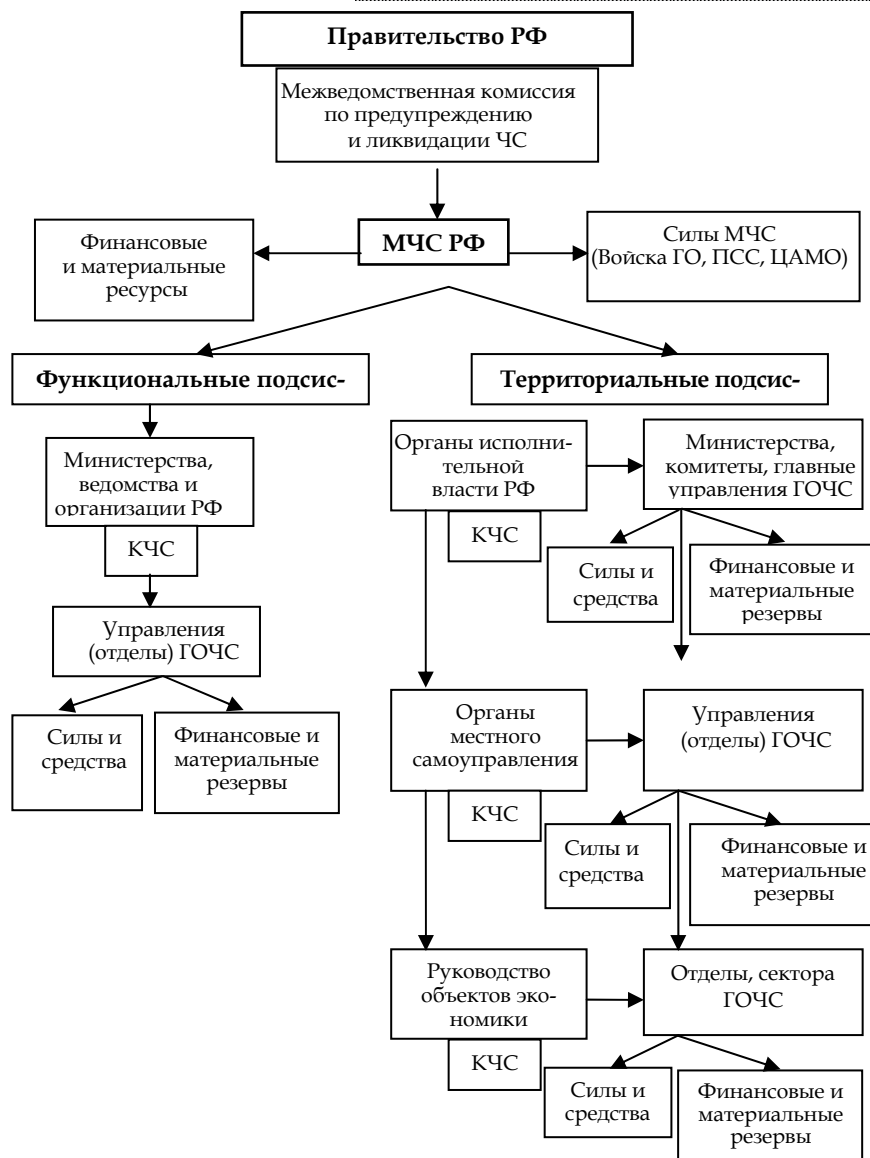 Правительство РФ
Межведомственная комиссия
по предупреждению
и ликвидации ЧС
МЧС РФ
Финансовые
и материальные
ресурсы
Силы МЧС
(Войска ГО, ПСС, ЦАМО)
Функциональные подсис-
Территориальные подсис-
Министерства,
ведомства и
организации РФ
КЧС
Управления
(отделы) ГОЧС
Силы и
средства
Финансовые и
материальные
резервы
Органы исполни-
тельной
власти РФ
КЧС
Министерства,
комитеты, главные
управления ГОЧС
Силы и
средства
Финансовые и
материальные
резервы
Органы
местного
самоуправления
КЧС
Управления
(отделы) ГОЧС
Силы и
средства
Финансовые и
материальные
резервы
Руководство
объектов эко-
номики
КЧС
Отделы, сектора
ГОЧС
Силы и
средства
Финансовые и
материальные
резервы